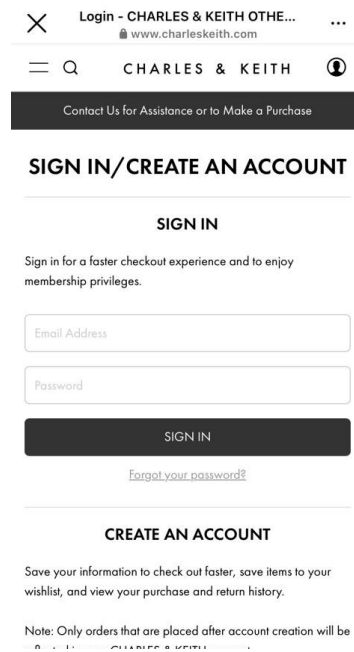 Login - CHARLES & KEITH OTHE...
www.charleskeith.com
CHARLES & KEITH
Contact Us for Assistance or to Make a Purchase
SIGN IN/CREATE AN ACCOUNT
SIGN IN
Sign in for a faster checkout experience and to enjoy
membership privileges.
Email Address
Password
SIGN IN
Forgot your password?
CREATE AN ACCOUNT
Save your information to check out faster, save items to your
wishlist, and view your purchase and return history.
Note: Only orders that are placed after account creation will be
CHARLES & KEITH